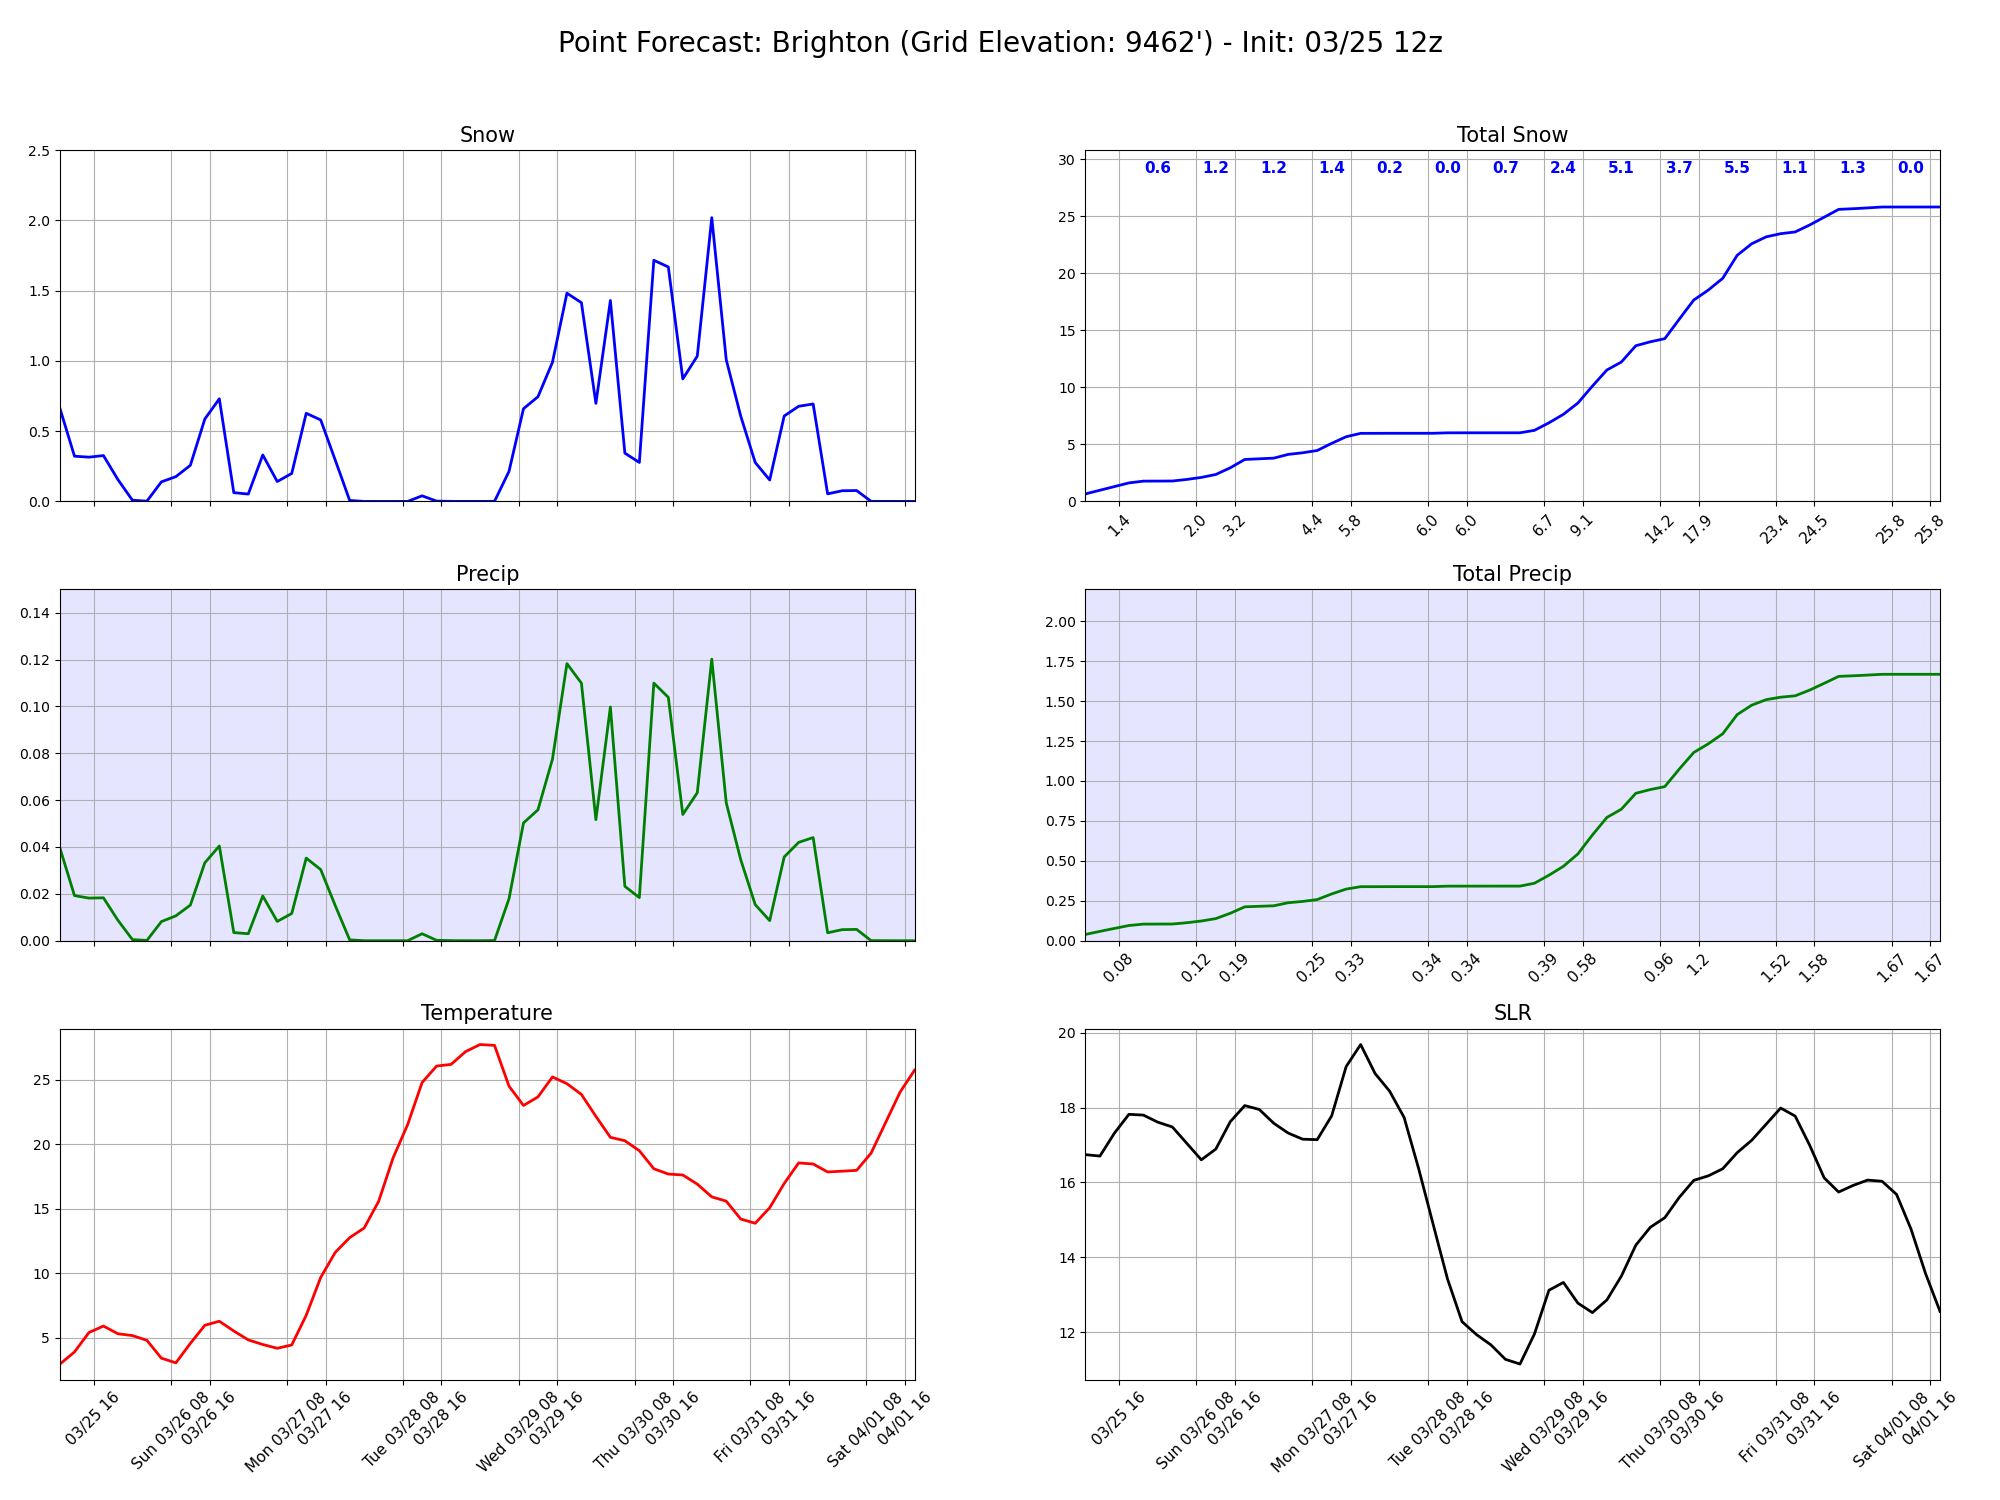 Point Forecast: Brighton (Grid Elevation: 9462') - Init: 03/25 12z
Snow
2.5
2.0
1.5
1.0
0.5
0.0
Total Snow
0.6 1.2 1.2 1.4 0.2 0.0 0.7 2.4 5.1 3.7 5.5 1.1 1.3 0.0
30
25
20
15
10
5
0
1.4 2.0 3.2 4.4 5.8 6.0 6.0 6.7 9.1 14.2 17.9 23.4 24.5 25.8 25.8
Precip
0.14
0.12
0.10
0.08
0.06
0.04
0.02
0.00
Total Precip
2.00
1.75
1.50
1.25
1.00
0.75
0.50
0.25
0.00
0.08 0.12 0.19 0.25 0.33 0.34 0.34 0.39 0.58 0.96 1.2 1.52 1.58 1.67 1.67
Temperature
25
20
15
10
5
03/25 16
Sun 03/26 08
03/26 16
Mon 03/27 08
03/27 16
Tue 03/28 08
03/28 16
Wed 03/29 08
03/29 16
Thu 03/30 08
03/30 16
Fri 03/31 08
03/31 16
Sat 04/01 08
04/01 16
SLR
20
18
16
14
12
03/25 16
Sun 03/26 08
03/26 16
Mon 03/27 08
03/27 16
Tue 03/28 08
03/28 16
Wed 03/29 08
03/29 16
Thu 03/30 08
03/30 16
Fri 03/31 08
03/31 16
Sat 04/01 08
04/01 16